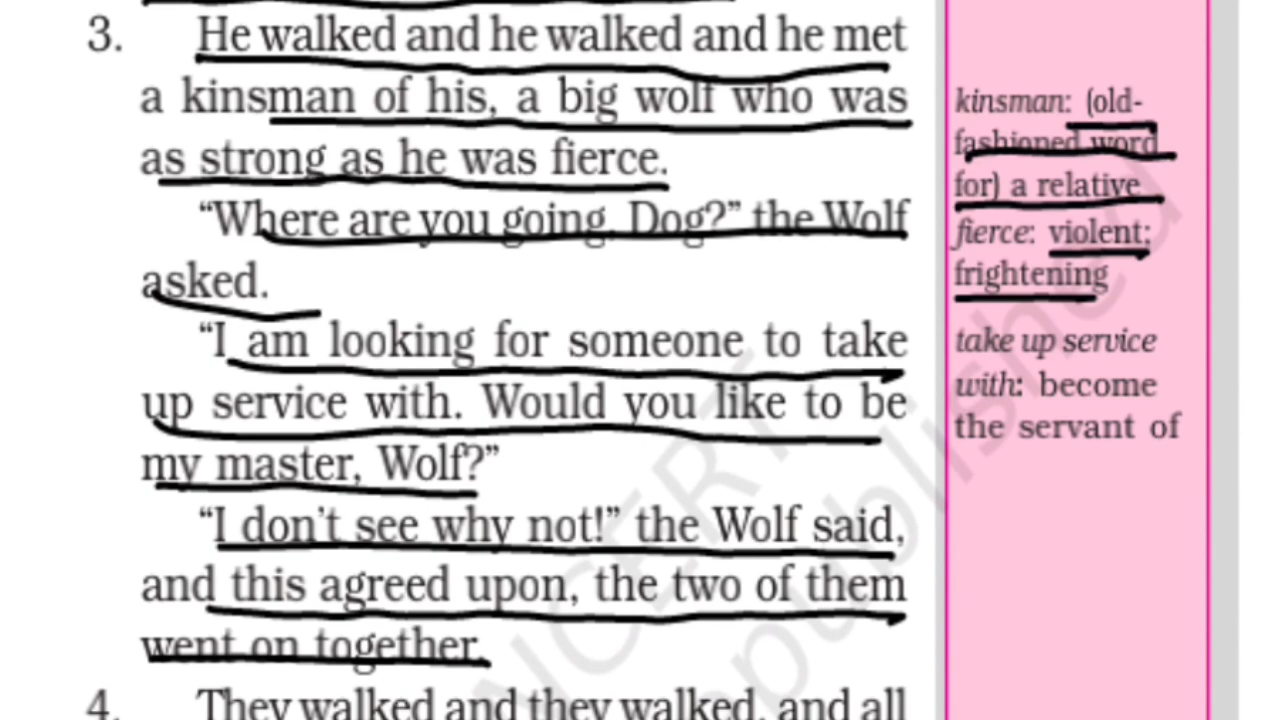 3. He walked and he walked and he met
a kinsman of his, a big wolf who was
as strong as he was fierce.
“Where are you going, Dog?” the Wolf
asked.
“I am looking for someone to take
up service with. Would you like to be
my master, Wolf?”
“I don’t see why not!” the Wolf said,
and this agreed upon, the two of them
went on together.
4. They walked and they walked, and all
kinsman: (old-
fashioned word
for) a relative
fierce: violent;
frightening
take up service
with: become
the servant of
NCERT
published